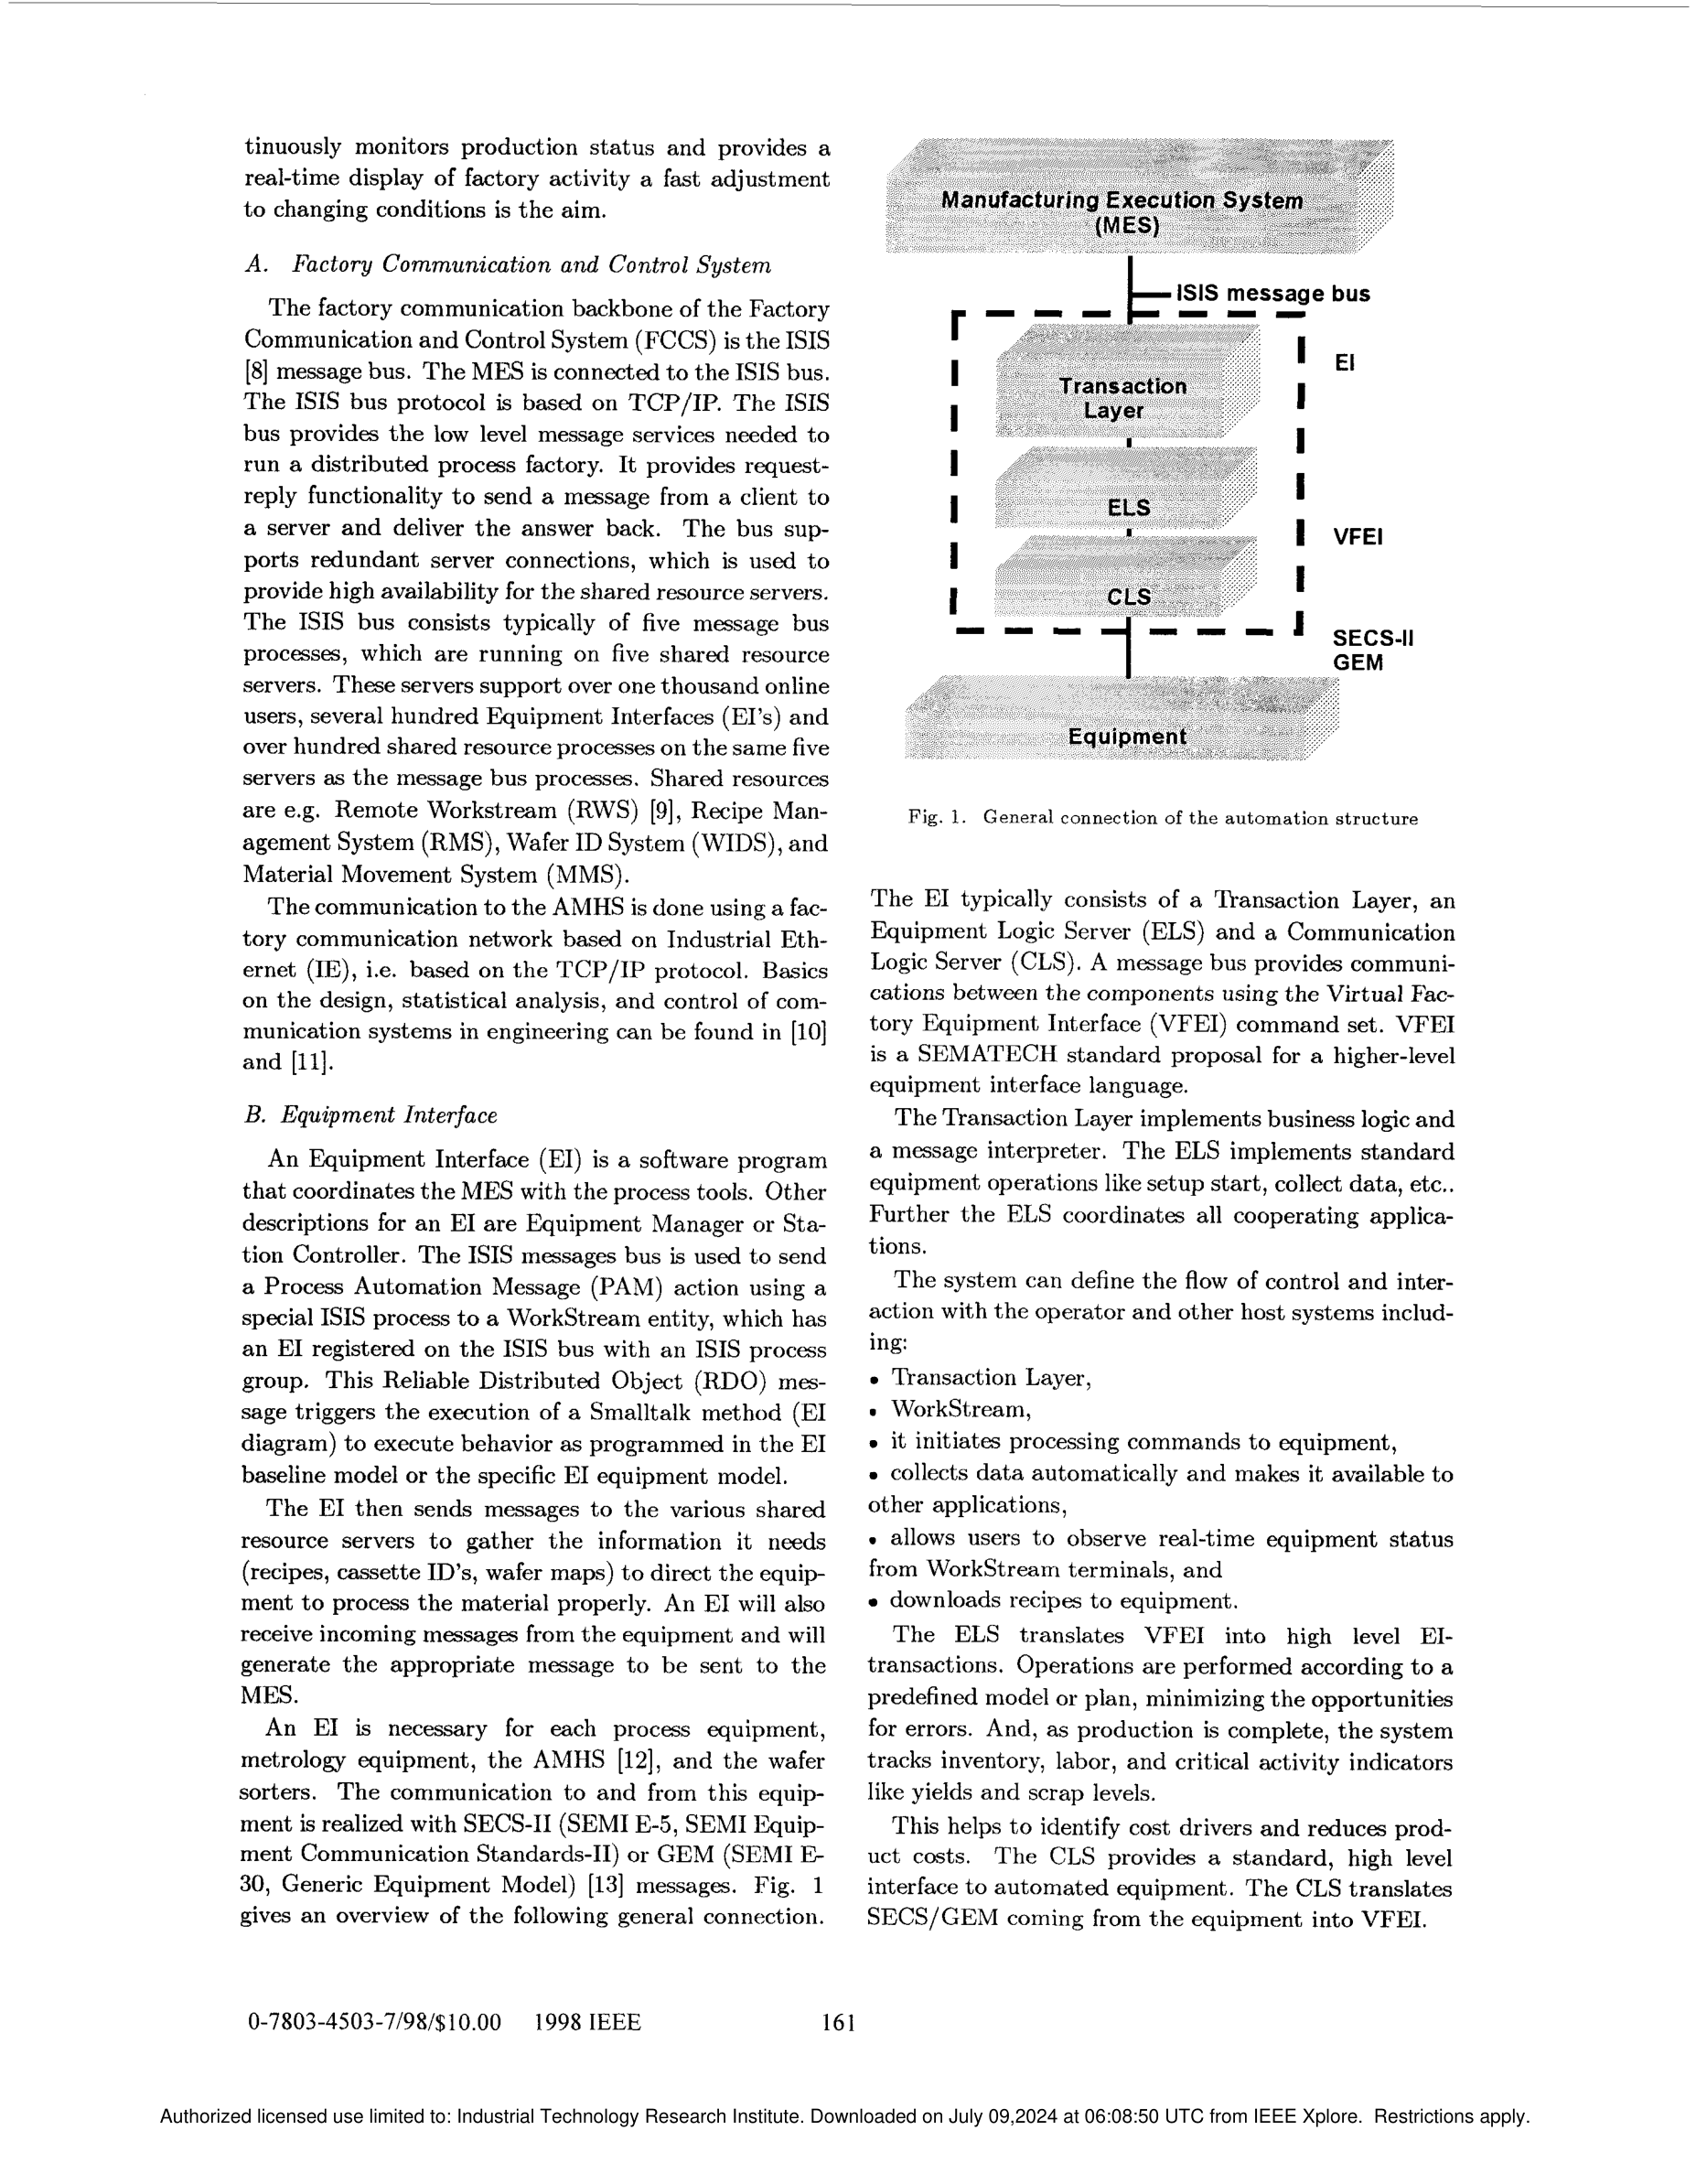 tinuously monitors production status and provides a
real-time display of factory activity a fast adjustment
to changing conditions is the aim.
A. Factory Communication and Control System
The factory communication backbone of the Factory
Communication and Control System (FCCS) is the ISIS
[8] message bus. The MES is connected to the ISIS bus.
The ISIS bus protocol is based on TCP/IP. The ISIS
bus provides the low level message services needed to
run a distributed process factory. It provides request-
reply functionality to send a message from a client to
a server and deliver the answer back. The bus sup-
ports redundant server connections, which is used to
provide high availability for the shared resource servers.
The ISIS bus consists typically of five message bus
processes, which are running on five shared resource
servers. These servers support over one thousand online
users, several hundred Equipment Interfaces (EI's) and
over hundred shared resource processes on the same five
servers as the message bus processes. Shared resources
are e.g. Remote Workstream (RWS) [9], Recipe Man-
agement System (RMS), Wafer ID System (WIDS), and
Material Movement System (MMS).
The communication to the AMHS is done using a fac-
tory communication network based on Industrial Eth-
ernet (IE), i.e. based on the TCP/IP protocol. Basics
on the design, statistical analysis, and control of com-
munication systems in engineering can be found in [10]
and [11].
B. Equipment Interface
An Equipment Interface (EI) is a software program
that coordinates the MES with the process tools. Other
descriptions for an EI are Equipment Manager or Sta-
tion Controller. The ISIS messages bus is used to send
a Process Automation Message (PAM) action using a
special ISIS process to a WorkStream entity, which has
an EI registered on the ISIS bus with an ISIS process
group. This Reliable Distributed Object (RDO) mes-
sage triggers the execution of a Smalltalk method (EI
diagram) to execute behavior as programmed in the EI
baseline model or the specific EI equipment model.
The EI then sends messages to the various shared
resource servers to gather the information it needs
(recipes, cassette ID's, wafer maps) to direct the equip-
ment to process the material properly. An EI will also
receive incoming messages from the equipment and will
generate the appropriate message to be sent to the
MES.
An EI is necessary for each process equipment,
metrology equipment, the AMHS [12], and the wafer
sorters. The communication to and from this equip-
ment is realized with SECS-II (SEMI E-5, SEMI Equip-
ment Communication Standards-II) or GEM (SEMI E-
30, Generic Equipment Model) [13] messages. Fig. 1
gives an overview of the following general connection.
Manufacturing Execution System
(MES)
ISIS message bus
EI
Transaction
Layer
ELS
VFEI
CLS
SECS-II
GEM
Equipment
Fig. 1. General connection of the automation structure
The EI typically consists of a Transaction Layer, an
Equipment Logic Server (ELS) and a Communication
Logic Server (CLS). A message bus provides communi-
cations between the components using the Virtual Fac-
tory Equipment Interface (VFEI) command set. VFEI
is a SEMATECH standard proposal for a higher-level
equipment interface language.
The Transaction Layer implements business logic and
a message interpreter. The ELS implements standard
equipment operations like setup start, collect data, etc..
Further the ELS coordinates all cooperating applica-
tions.
The system can define the flow of control and inter-
action with the operator and other host systems includ-
ing:
• Transaction Layer,
• WorkStream,
• it initiates processing commands to equipment,
• collects data automatically and makes it available to
other applications,
• allows users to observe real-time equipment status
from WorkStream terminals, and
• downloads recipes to equipment.
The ELS translates VFEI into high level EI-
transactions. Operations are performed according to a
predefined model or plan, minimizing the opportunities
for errors. And, as production is complete, the system
tracks inventory, labor, and critical activity indicators
like yields and scrap levels.
This helps to identify cost drivers and reduces prod-
uct costs. The CLS provides a standard, high level
interface to automated equipment. The CLS translates
SECS/GEM coming from the equipment into VFEI.
0-7803-4503-7/98/$10.00 1998 IEEE
161
Authorized licensed use limited to: Industrial Technology Research Institute. Downloaded on July 09,2024 at 06:08:50 UTC from IEEE Xplore. Restrictions apply.